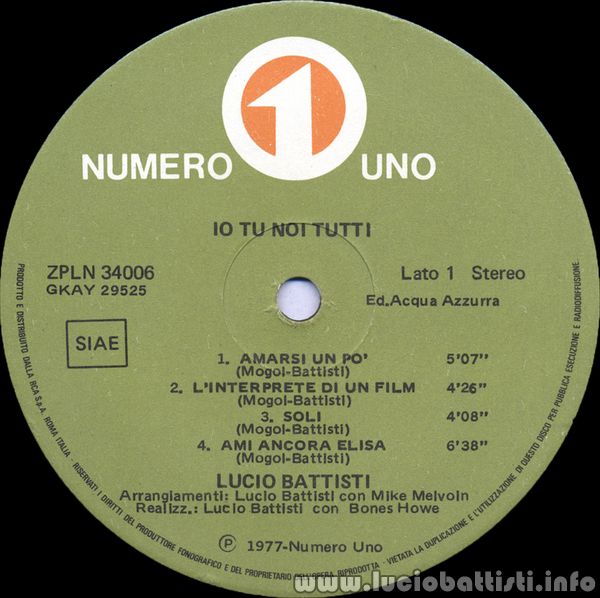 1
NUMERO UNO
IO TU NOI TUTTI
ZPLN 34006
GKAY 29525
Lato 1 Stereo
Ed.Acqua Azzurra
SIAE
1. AMARSI UN PO' 5'07"
(Mogol-Battisti)
2. L'INTERPRETE DI UN FILM 4'26"
(Mogol-Battisti)
3. SOLI 4'08"
(Mogol-Battisti)
4. AMI ANCORA ELISA 6'38"
(Mogol-Battisti)
LUCIO BATTISTI
Arrangiamenti: Lucio Battisti con Mike Melvoin
Realizz.: Lucio Battisti con Bones Howe
℗ 1977-Numero Uno
PRODOTTO E DISTRIBUITO DALLA RCA S.p.A. ROMA ITALIA - RISERVATI I DIRITTI DEL PRODUTTORE FONOGRAFICO E DEL PROPRIETARIO DELL'OPERA RIPRODOTTA - VIETATA LA DUPLICAZIONE E L'UTILIZZAZIONE DI QUESTO DISCO PER PUBBLICA ESECUZIONE E RADIODIFFUSIONE.
www.luciobattisti.info